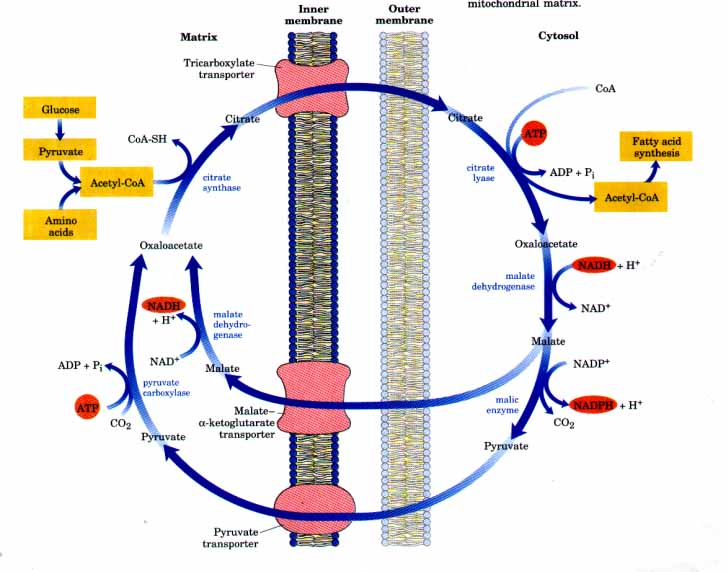 mitochondrial matrix.
Inner
membrane
Outer
membrane
Matrix
Cytosol
Tricarboxylate
transporter
Citrate
Citrate
CoA
Glucose
CoA-SH
ATP
Fatty acid
synthesis
Pyruvate
citrate
synthase
citrate
lyase
ADP + Pi
Acetyl-CoA
Acetyl-CoA
Amino
acids
Oxaloacetate
Oxaloacetate
NADH + H+
malate
dehydrogenase
NADH
+ H+
malate
dehydro-
genase
NAD+
NAD+
Malate
ADP + Pi
Malate
NADP+
pyruvate
carboxylase
ATP
CO2
Malate–
α-ketoglutarate
transporter
malic
enzyme
NADPH + H+
CO2
Pyruvate
Pyruvate
Pyruvate
transporter